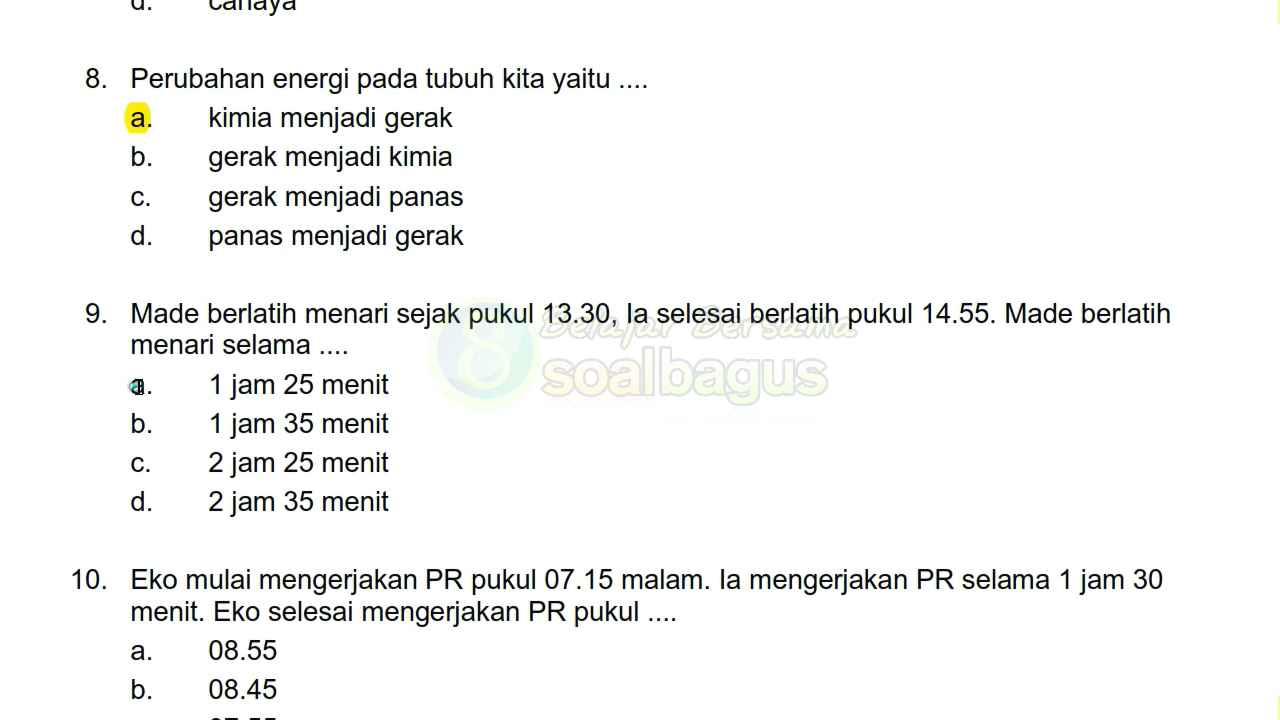 d. cahaya
8. Perubahan energi pada tubuh kita yaitu ....
a. kimia menjadi gerak
b. gerak menjadi kimia
c. gerak menjadi panas
d. panas menjadi gerak
9. Made berlatih menari sejak pukul 13.30, Ia selesai berlatih pukul 14.55. Made berlatih
menari selama ....
Belajar Bersama
soalbagus
a. 1 jam 25 menit
b. 1 jam 35 menit
c. 2 jam 25 menit
d. 2 jam 35 menit
10. Eko mulai mengerjakan PR pukul 07.15 malam. Ia mengerjakan PR selama 1 jam 30
menit. Eko selesai mengerjakan PR pukul ....
a. 08.55
b. 08.45